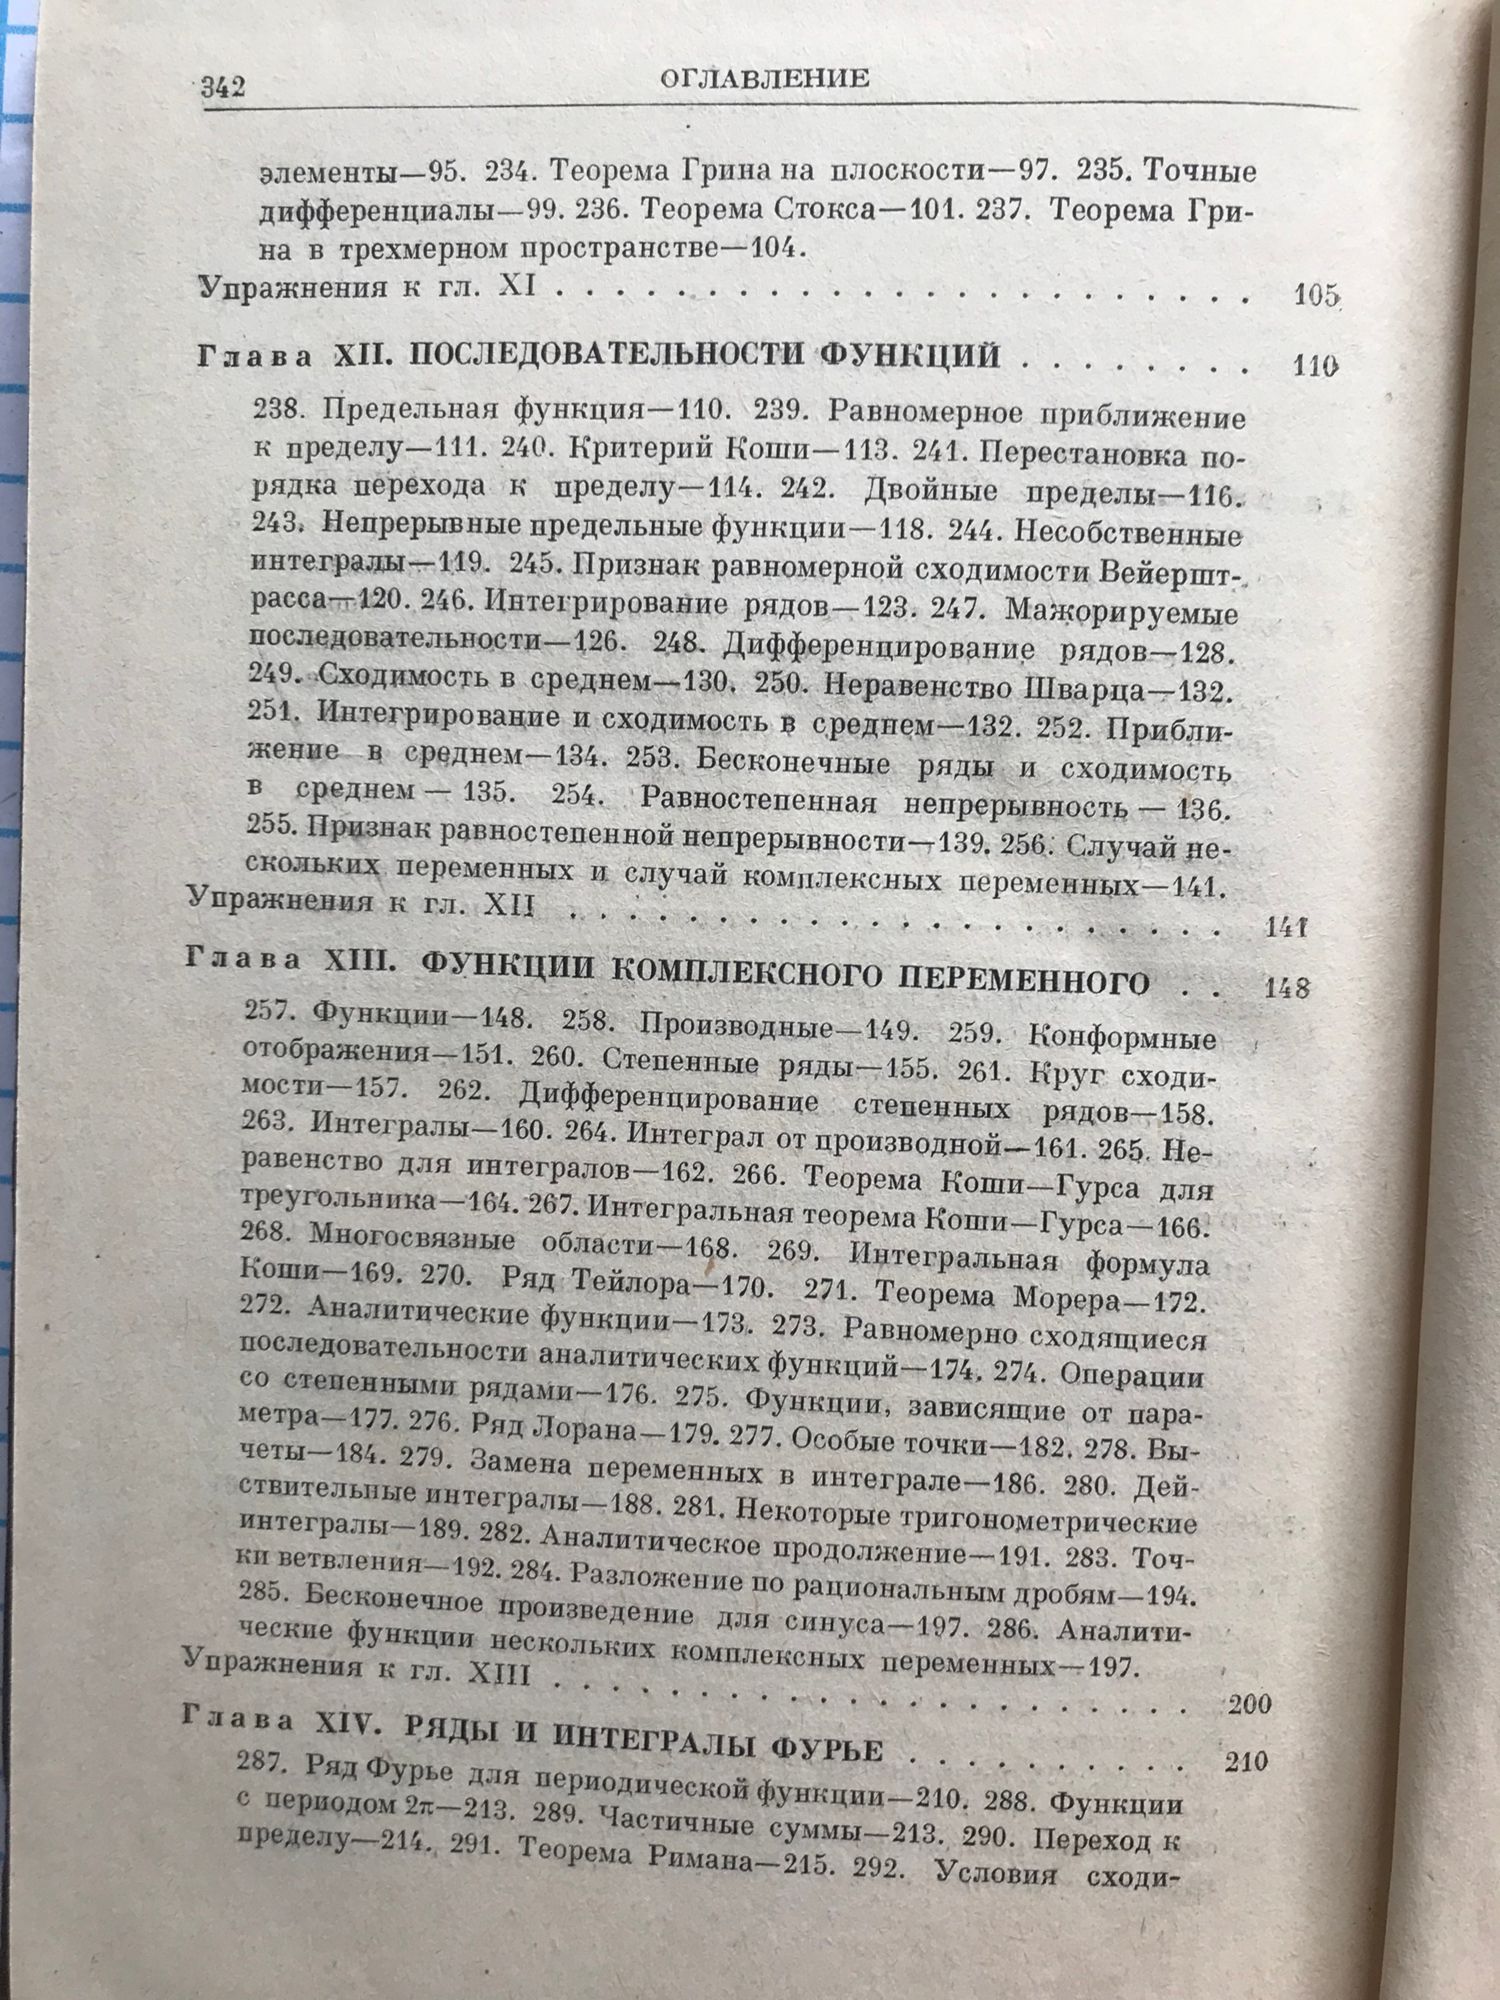 342
ОГЛАВЛЕНИЕ
элементы—95. 234. Теорема Грина на плоскости—97. 235. Точные
дифференциалы—99. 236. Теорема Стокса—101. 237. Теорема Гри-
на в трехмерном пространстве—104.
Упражнения к гл. XI . . . . . . . . . . . . . . . . . . 105
Глава XII. ПОСЛЕДОВАТЕЛЬНОСТИ ФУНКЦИЙ . . . . . . . . 110
238. Предельная функция—110. 239. Равномерное приближение
к пределу—111. 240. Критерий Коши—113. 241. Перестановка по-
рядка перехода к пределу—114. 242. Двойные пределы—116.
243. Непрерывные предельные функции—118. 244. Несобственные
интегралы—119. 245. Признак равномерной сходимости Вейершт-
расса—120. 246. Интегрирование рядов—123. 247. Мажорируемые
последовательности—126. 248. Дифференцирование рядов—128.
249. Сходимость в среднем—130. 250. Неравенство Шварца—132.
251. Интегрирование и сходимость в среднем—132. 252. Прибли-
жение в среднем—134. 253. Бесконечные ряды и сходимость
в среднем — 135. 254. Равностепенная непрерывность — 136.
255. Признак равностепенной непрерывности—139. 256. Случай не-
скольких переменных и случай комплексных переменных—141.
Упражнения к гл. XII . . . . . . . . . . . . . . . . . . 141
Глава XIII. ФУНКЦИИ КОМПЛЕКСНОГО ПЕРЕМЕННОГО . . 148
257. Функции—148. 258. Производные—149. 259. Конформные
отображения—151. 260. Степенные ряды—155. 261. Круг сходи-
мости—157. 262. Дифференцирование степенных рядов—158.
263. Интегралы—160. 264. Интеграл от производной—161. 265. Не-
равенство для интегралов—162. 266. Теорема Коши—Гурса для
треугольника—164. 267. Интегральная теорема Коши—Гурса—166.
268. Многосвязные области—168. 269. Интегральная формула
Коши—169. 270. Ряд Тейлора—170. 271. Теорема Морера—172.
272. Аналитические функции—173. 273. Равномерно сходящиеся
последовательности аналитических функций—174. 274. Операции
со степенными рядами—176. 275. Функции, зависящие от пара-
метра—177. 276. Ряд Лорана—179. 277. Особые точки—182. 278. Вы-
четы—184. 279. Замена переменных в интеграле—186. 280. Дей-
ствительные интегралы—188. 281. Некоторые тригонометрические
интегралы—189. 282. Аналитическое продолжение—191. 283. Точ-
ки ветвления—192. 284. Разложение по рациональным дробям—194.
285. Бесконечное произведение для синуса—197. 286. Аналити-
ческие функции нескольких комплексных переменных—197.
Упражнения к гл. XIII . . . . . . . . . . . . . . . . . . 200
Глава XIV. РЯДЫ И ИНТЕГРАЛЫ ФУРЬЕ . . . . . . . . . . 210
287. Ряд Фурье для периодической функции—210. 288. Функции
с периодом 2π—213. 289. Частичные суммы—213. 290. Переход к
пределу—214. 291. Теорема Римана—215. 292. Условия сходи-